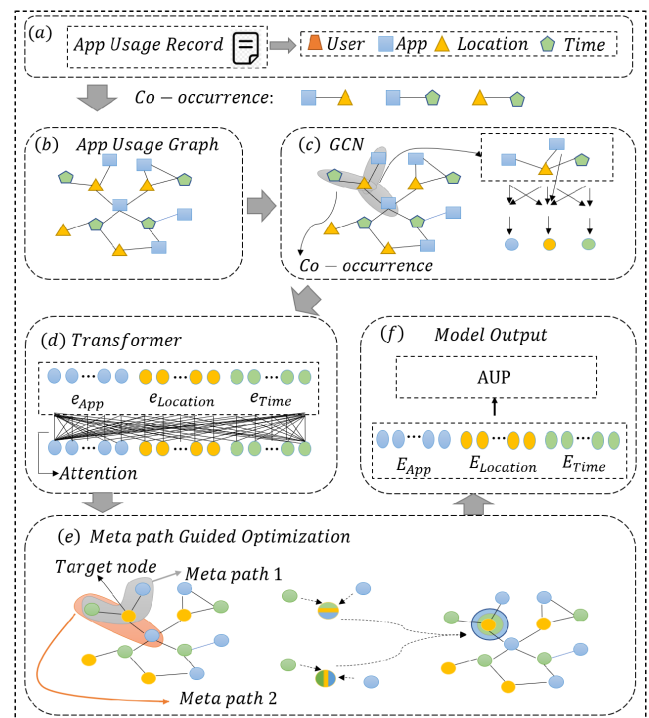 (a)
App Usage Record
User App Location Time
Co − occurrence:
(b) App Usage Graph
(c) GCN
Co − occurrence
(d) Transformer
e_App e_Location e_Time
Attention
(f) Model Output
AUP
E_App E_Location E_Time
(e) Meta path Guided Optimization
Target node
Meta path 1
Meta path 2